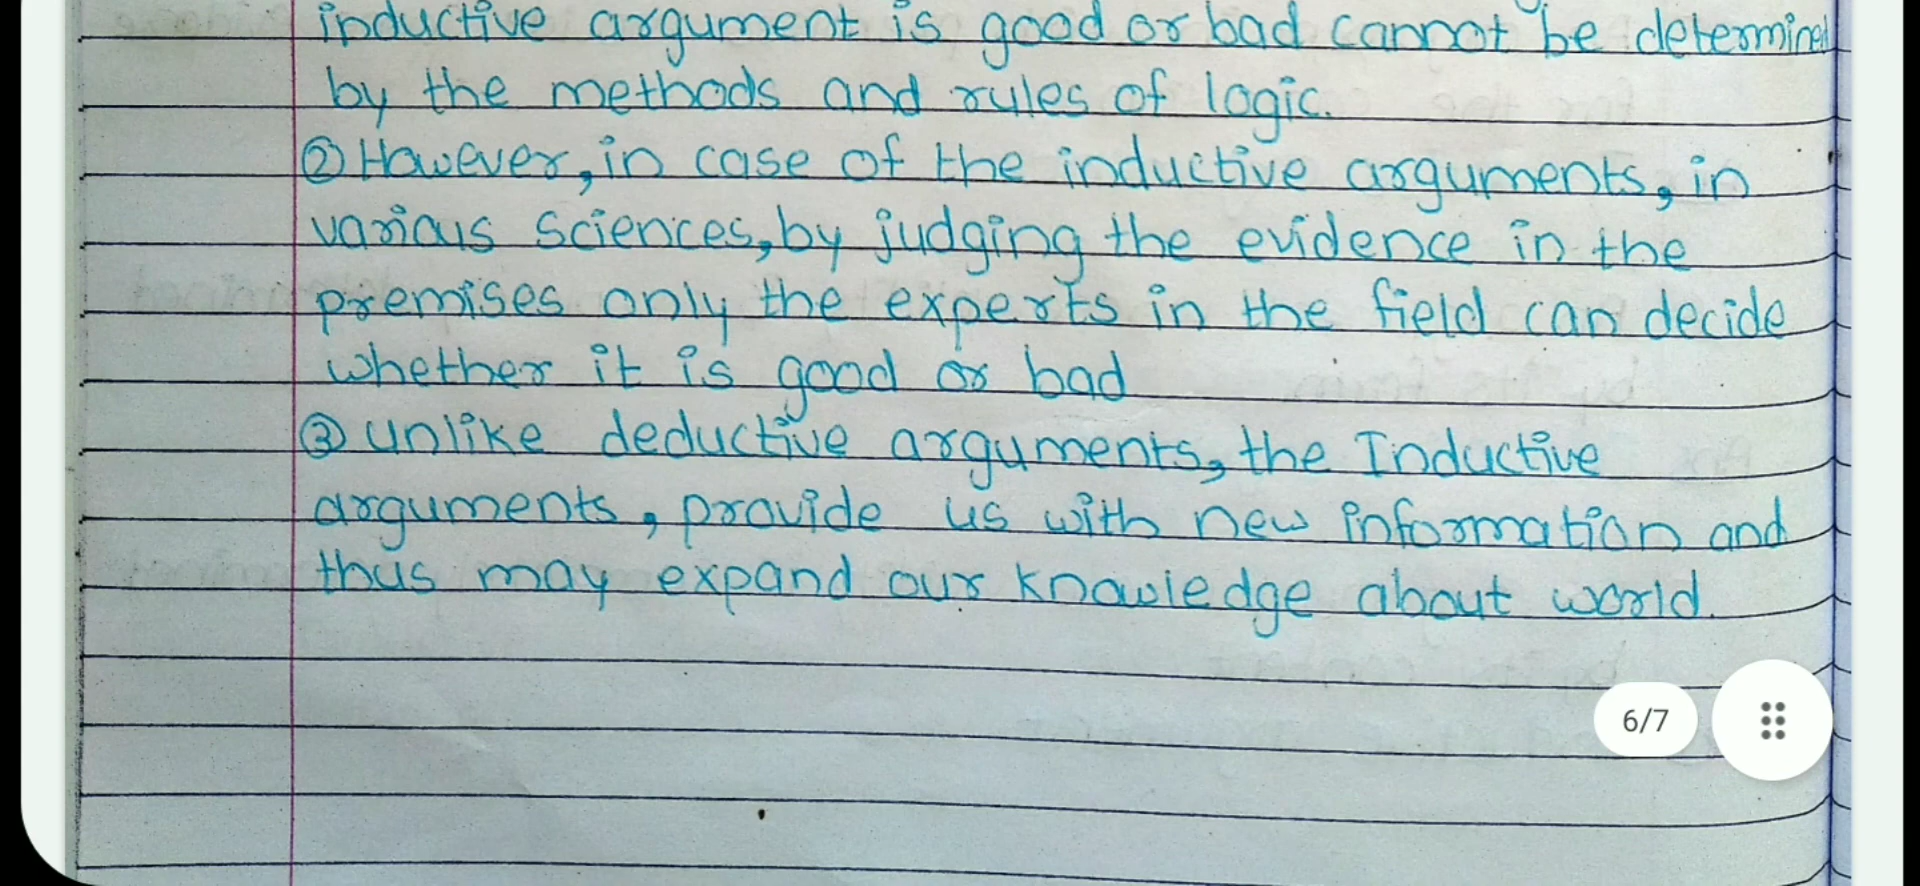 inductive argument is good or bad cannot be determined
by the methods and rules of logic.
② However, in case of the inductive arguments, in
various sciences, by judging the evidence in the
premises only the experts in the field can decide
whether it is good or bad
③ unlike deductive arguments, the Inductive
arguments, provide us with new information and
thus may expand our knowledge about world.
6/7